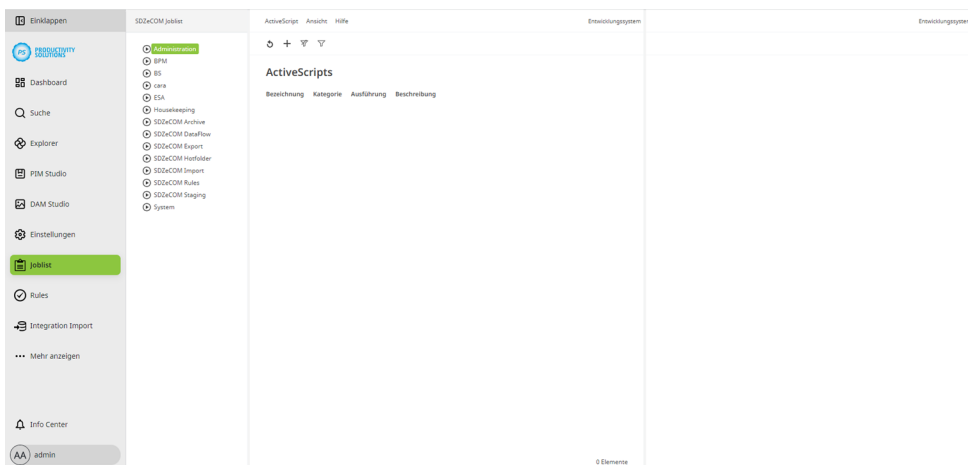 Einklappen
PS PRODUCTIVITY
SOLUTIONS
Dashboard
Suche
Explorer
PIM Studio
DAM Studio
Einstellungen
Joblist
Rules
Integration Import
Mehr anzeigen
Info Center
AA admin
SDZeCOM Joblist
Administration
BPM
BS
cara
ESA
Housekeeping
SDZeCOM Archive
SDZeCOM DataFlow
SDZeCOM Export
SDZeCOM Hotfolder
SDZeCOM Import
SDZeCOM Rules
SDZeCOM Staging
System
ActiveScript Ansicht Hilfe Entwicklungssystem
ActiveScripts
Bezeichnung Kategorie Ausführung Beschreibung
0 Elemente
Entwicklungssystem